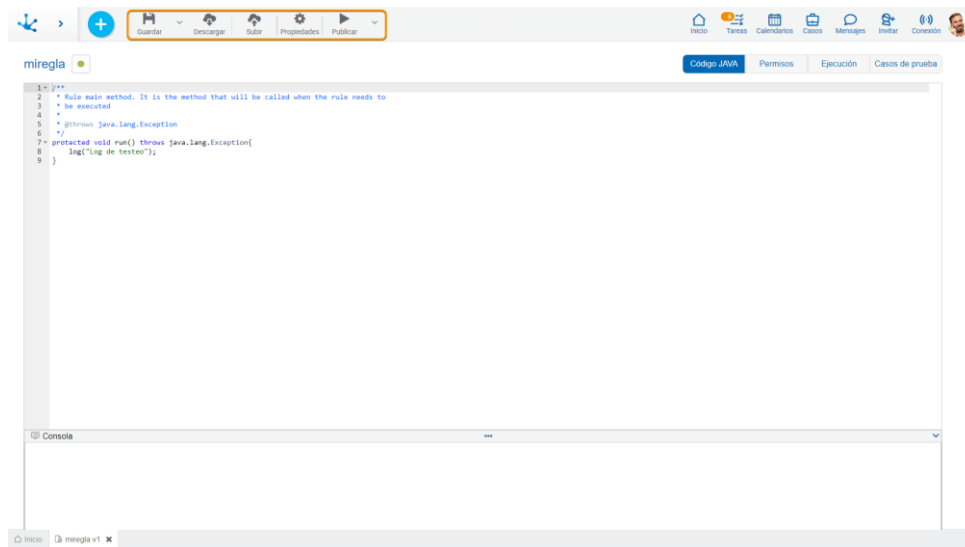 Guardar Descargar Subir Propiedades Publicar
Inicio Tareas Calendarios Casos Mensajes Invitar Conexión
miregla
Código JAVA Permisos Ejecución Casos de prueba
1 /**
2 * Rule main method. It is the method that will be called when the rule needs to
3 * be executed
4 *
5 * @throws java.lang.Exception
6 */
7 protected void run() throws java.lang.Exception{
8 log("Log de testeo");
9 }
Consola
Inicio miregla v1